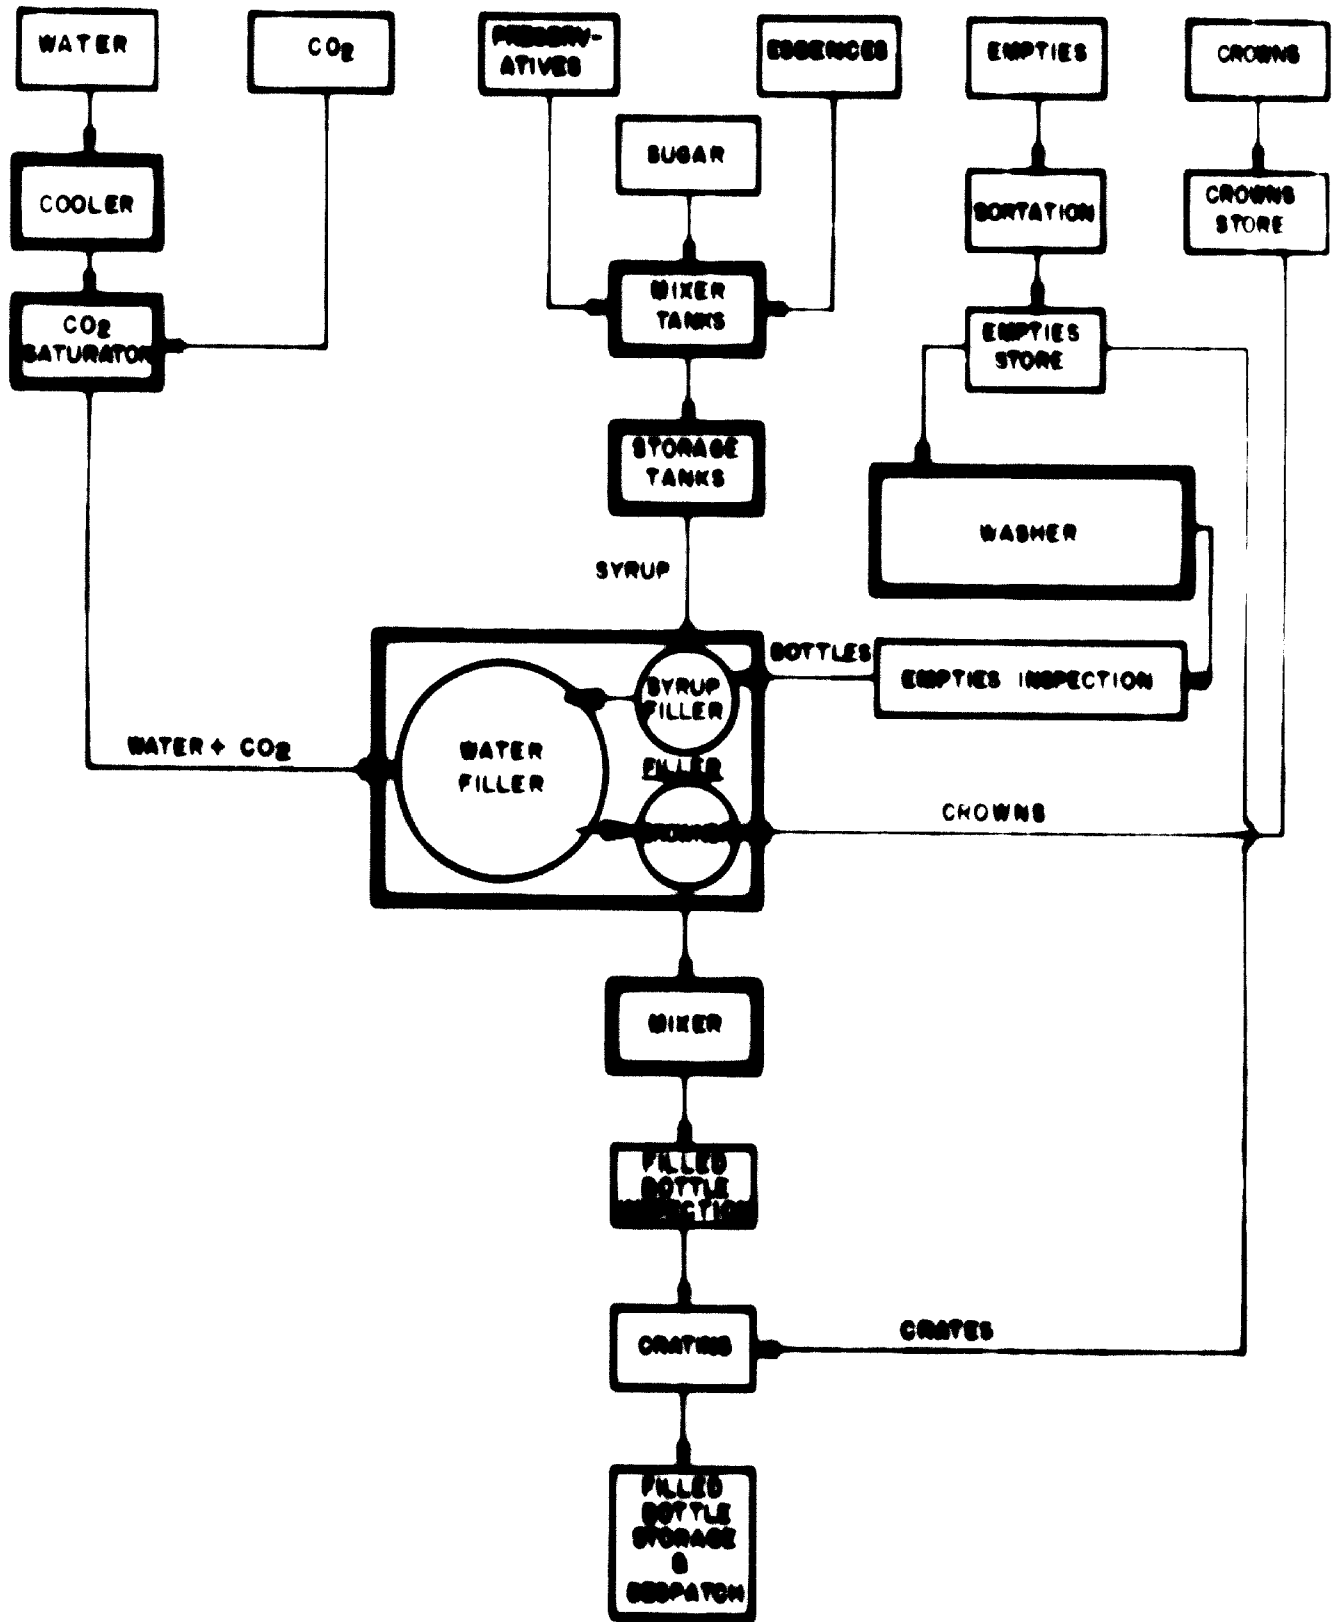 WATER
CO2
PRESERV-
ATIVES
ESSENCES
EMPTIES
CROWNS
SUGAR
COOLER
SORTATION
CROWNS
STORE
MIXER
TANKS
CO2
SATURATOR
EMPTIES
STORE
STORAGE
TANKS
WASHER
SYRUP
BOTTLES
EMPTIES INSPECTION
SYRUP
FILLER
WATER + CO2
WATER
FILLER
FILLER
CROWNS
MIXER
FILLED
BOTTLE
INSPECTION
CRATING
CRATES
FILLED
BOTTLE
STORAGE
&
DESPATCH